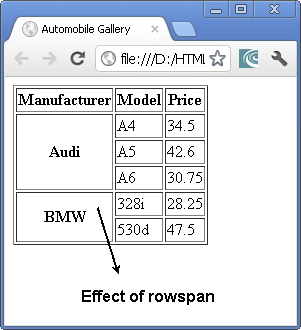 Automobile Gallery
file:///D:/HTML
Manufacturer Model Price
Audi A4 34.5
A5 42.6
A6 30.75
BMW 328i 28.25
530d 47.5
Effect of rowspan